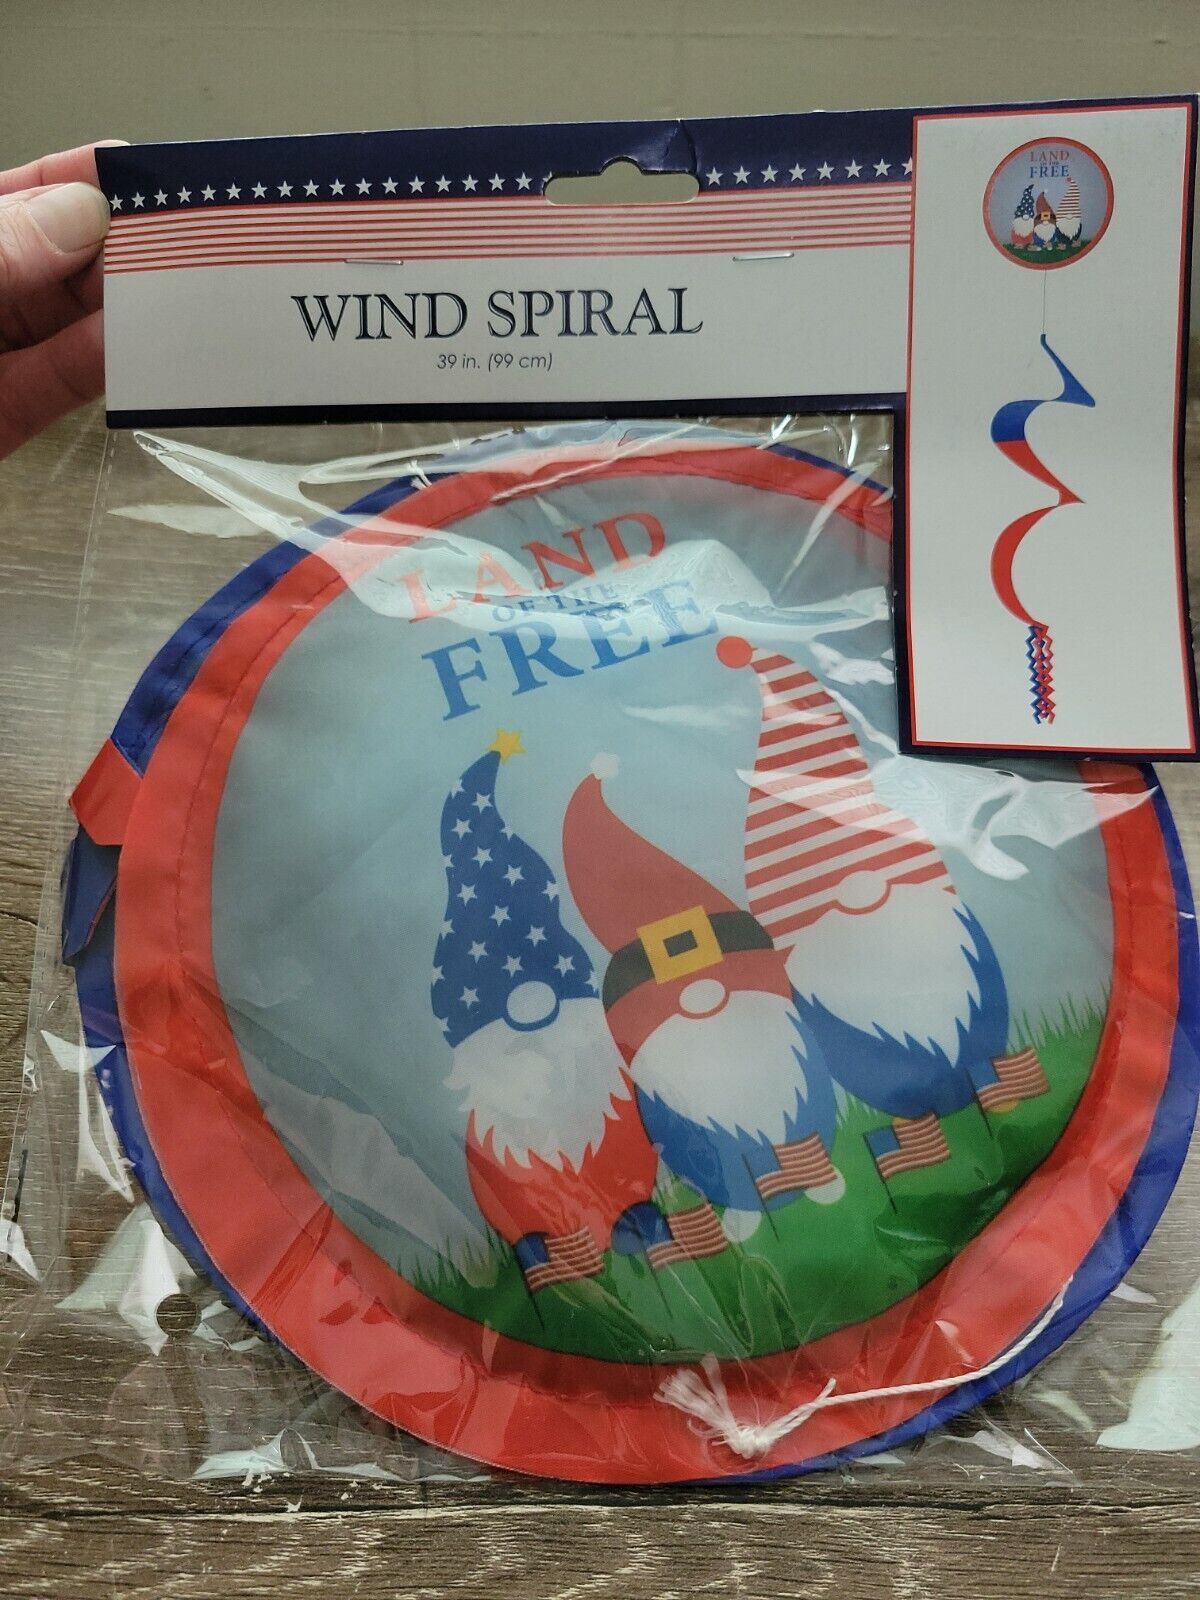 WIND SPIRAL
39 in. (99 cm)
LAND
OF THE
FREE
LAND
OF THE
FREE